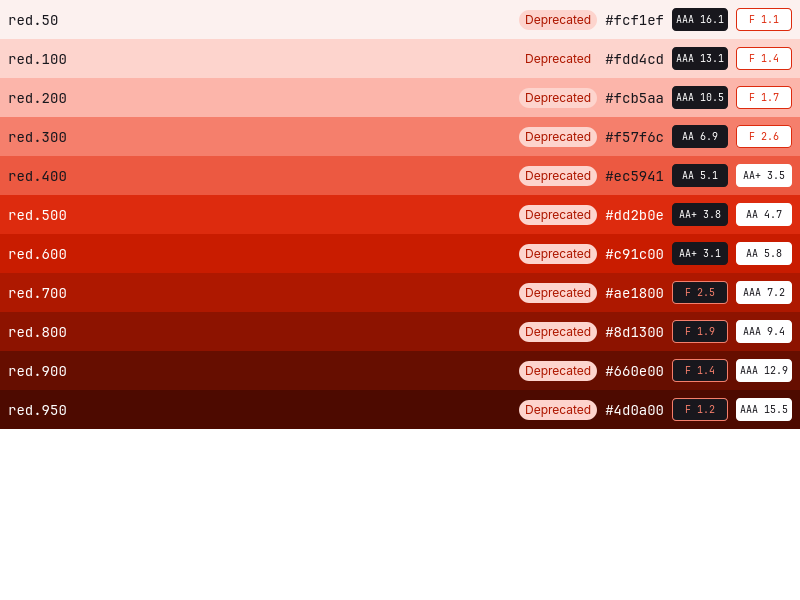 red.50 Deprecated #fcf1ef AAA 16.1 F 1.1
red.100 Deprecated #fdd4cd AAA 13.1 F 1.4
red.200 Deprecated #fcb5aa AAA 10.5 F 1.7
red.300 Deprecated #f57f6c AA 6.9 F 2.6
red.400 Deprecated #ec5941 AA 5.1 AA+ 3.5
red.500 Deprecated #dd2b0e AA+ 3.8 AA 4.7
red.600 Deprecated #c91c00 AA+ 3.1 AA 5.8
red.700 Deprecated #ae1800 F 2.5 AAA 7.2
red.800 Deprecated #8d1300 F 1.9 AAA 9.4
red.900 Deprecated #660e00 F 1.4 AAA 12.9
red.950 Deprecated #4d0a00 F 1.2 AAA 15.5